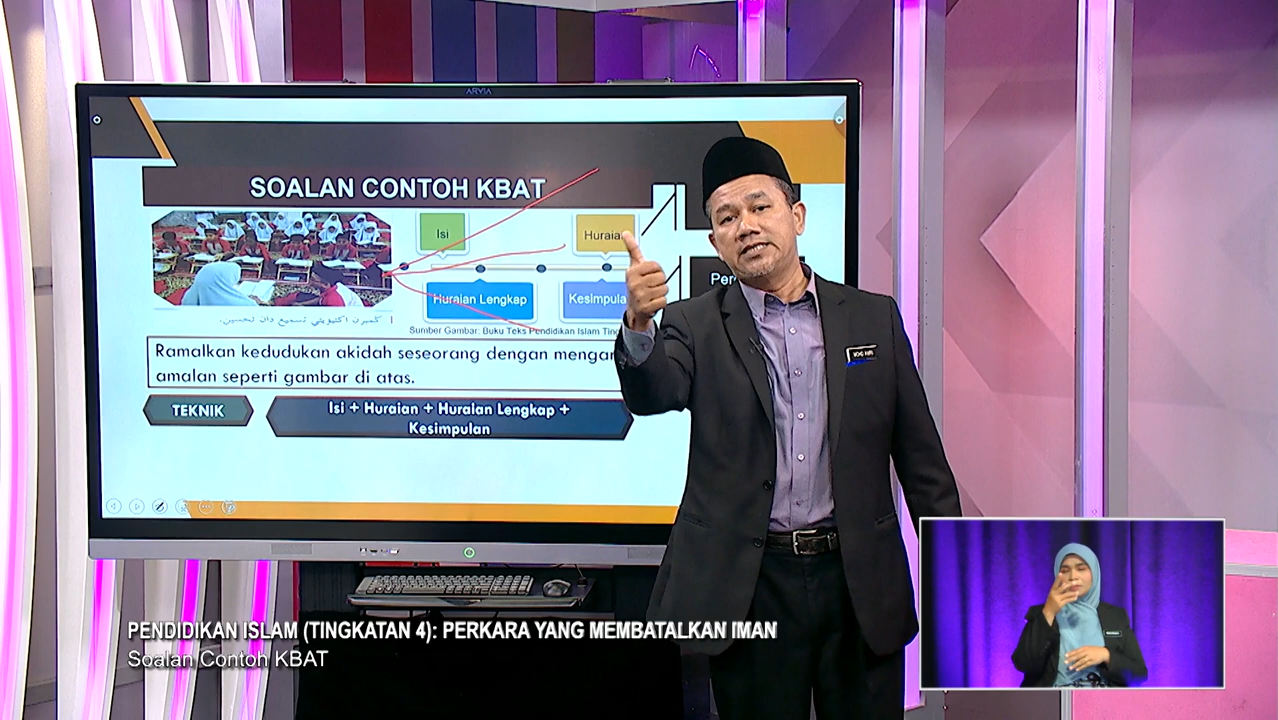 ARVIA
SOALAN CONTOH KBAT
Isi
Huraian
Huraian Lengkap
Sumber Gambar: Buku Teks Pendidikan Islam
Ramalkan kedudukan akidah seseorang dengan
amalan seperti gambar di atas.
TEKNIK
Isi + Huraian + Huraian Lengkap +
Kesimpulan
PENDIDIKAN ISLAM (TINGKATAN 4): PERKARA YANG MEMBATALKAN IMAN
Soalan Contoh KBAT